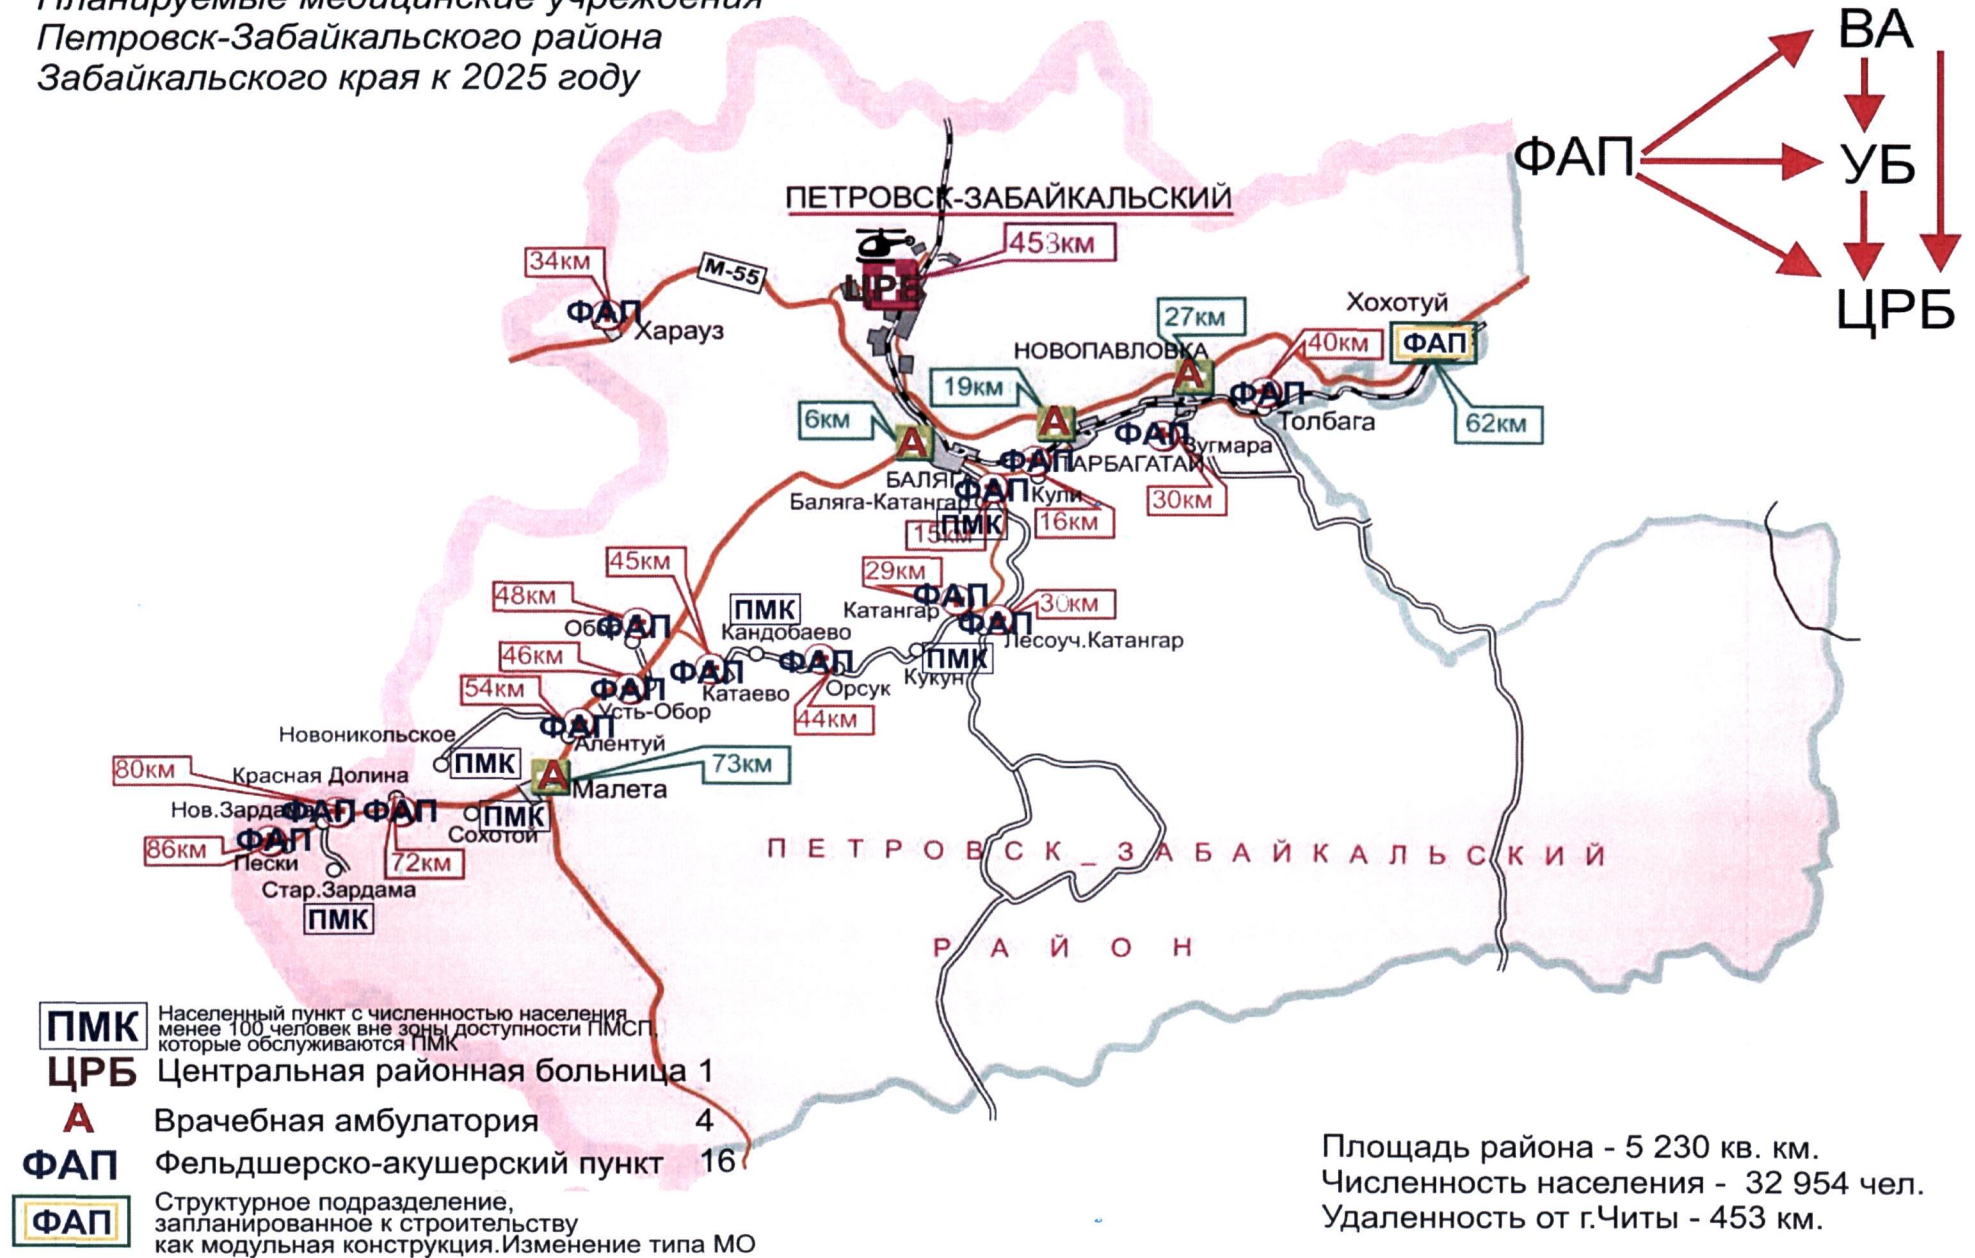 Планируемые медицинские учреждения
Петровск-Забайкальского района
Забайкальского края к 2025 году
ВА
ФАП
УБ
ЦРБ
ПЕТРОВСК-ЗАБАЙКАЛЬСКИЙ
453км
ЦРБ
34км
М-55
ФАП
Харауз
Хохотуй
27км
НОВОПАВЛОВКА
А
40км
ФАП
ФАП
Толбага
62км
19км
А
6км
А
ФАП
Зугмара
30км
ФАП
ТАРБАГАТАЙ
БАЛЯГА
Кули
16км
Баляга-Катангар
ФАП
ПМК
15км
45км
29км
ФАП
Катангар
30км
ФАП
Лесоуч.Катангар
48км
Обор
ФАП
ПМК
Кандобаево
46км
ФАП
Усть-Обор
ФАП
Катаево
ФАП
Орсук
44км
Кукун
ПМК
54км
ФАП
Алентуй
Новоникольское
ПМК
73км
А
Малета
80км
Красная Долина
Нов.Зардама
ФАП
ФАП
ПМК
Сохотой
86км
ФАП
Пески
72км
Стар.Зардама
ПМК
ПЕТРОВСК_ЗАБАЙКАЛЬСКИЙ
РАЙОН
ПМК Населенный пункт с численностью населения
менее 100 человек вне зоны доступности ПМСП,
которые обслуживаются ПМК
ЦРБ Центральная районная больница 1
А Врачебная амбулатория 4
ФАП Фельдшерско-акушерский пункт 16
ФАП Структурное подразделение,
запланированное к строительству
как модульная конструкция.Изменение типа МО
Площадь района - 5 230 кв. км.
Численность населения - 32 954 чел.
Удаленность от г.Читы - 453 км.